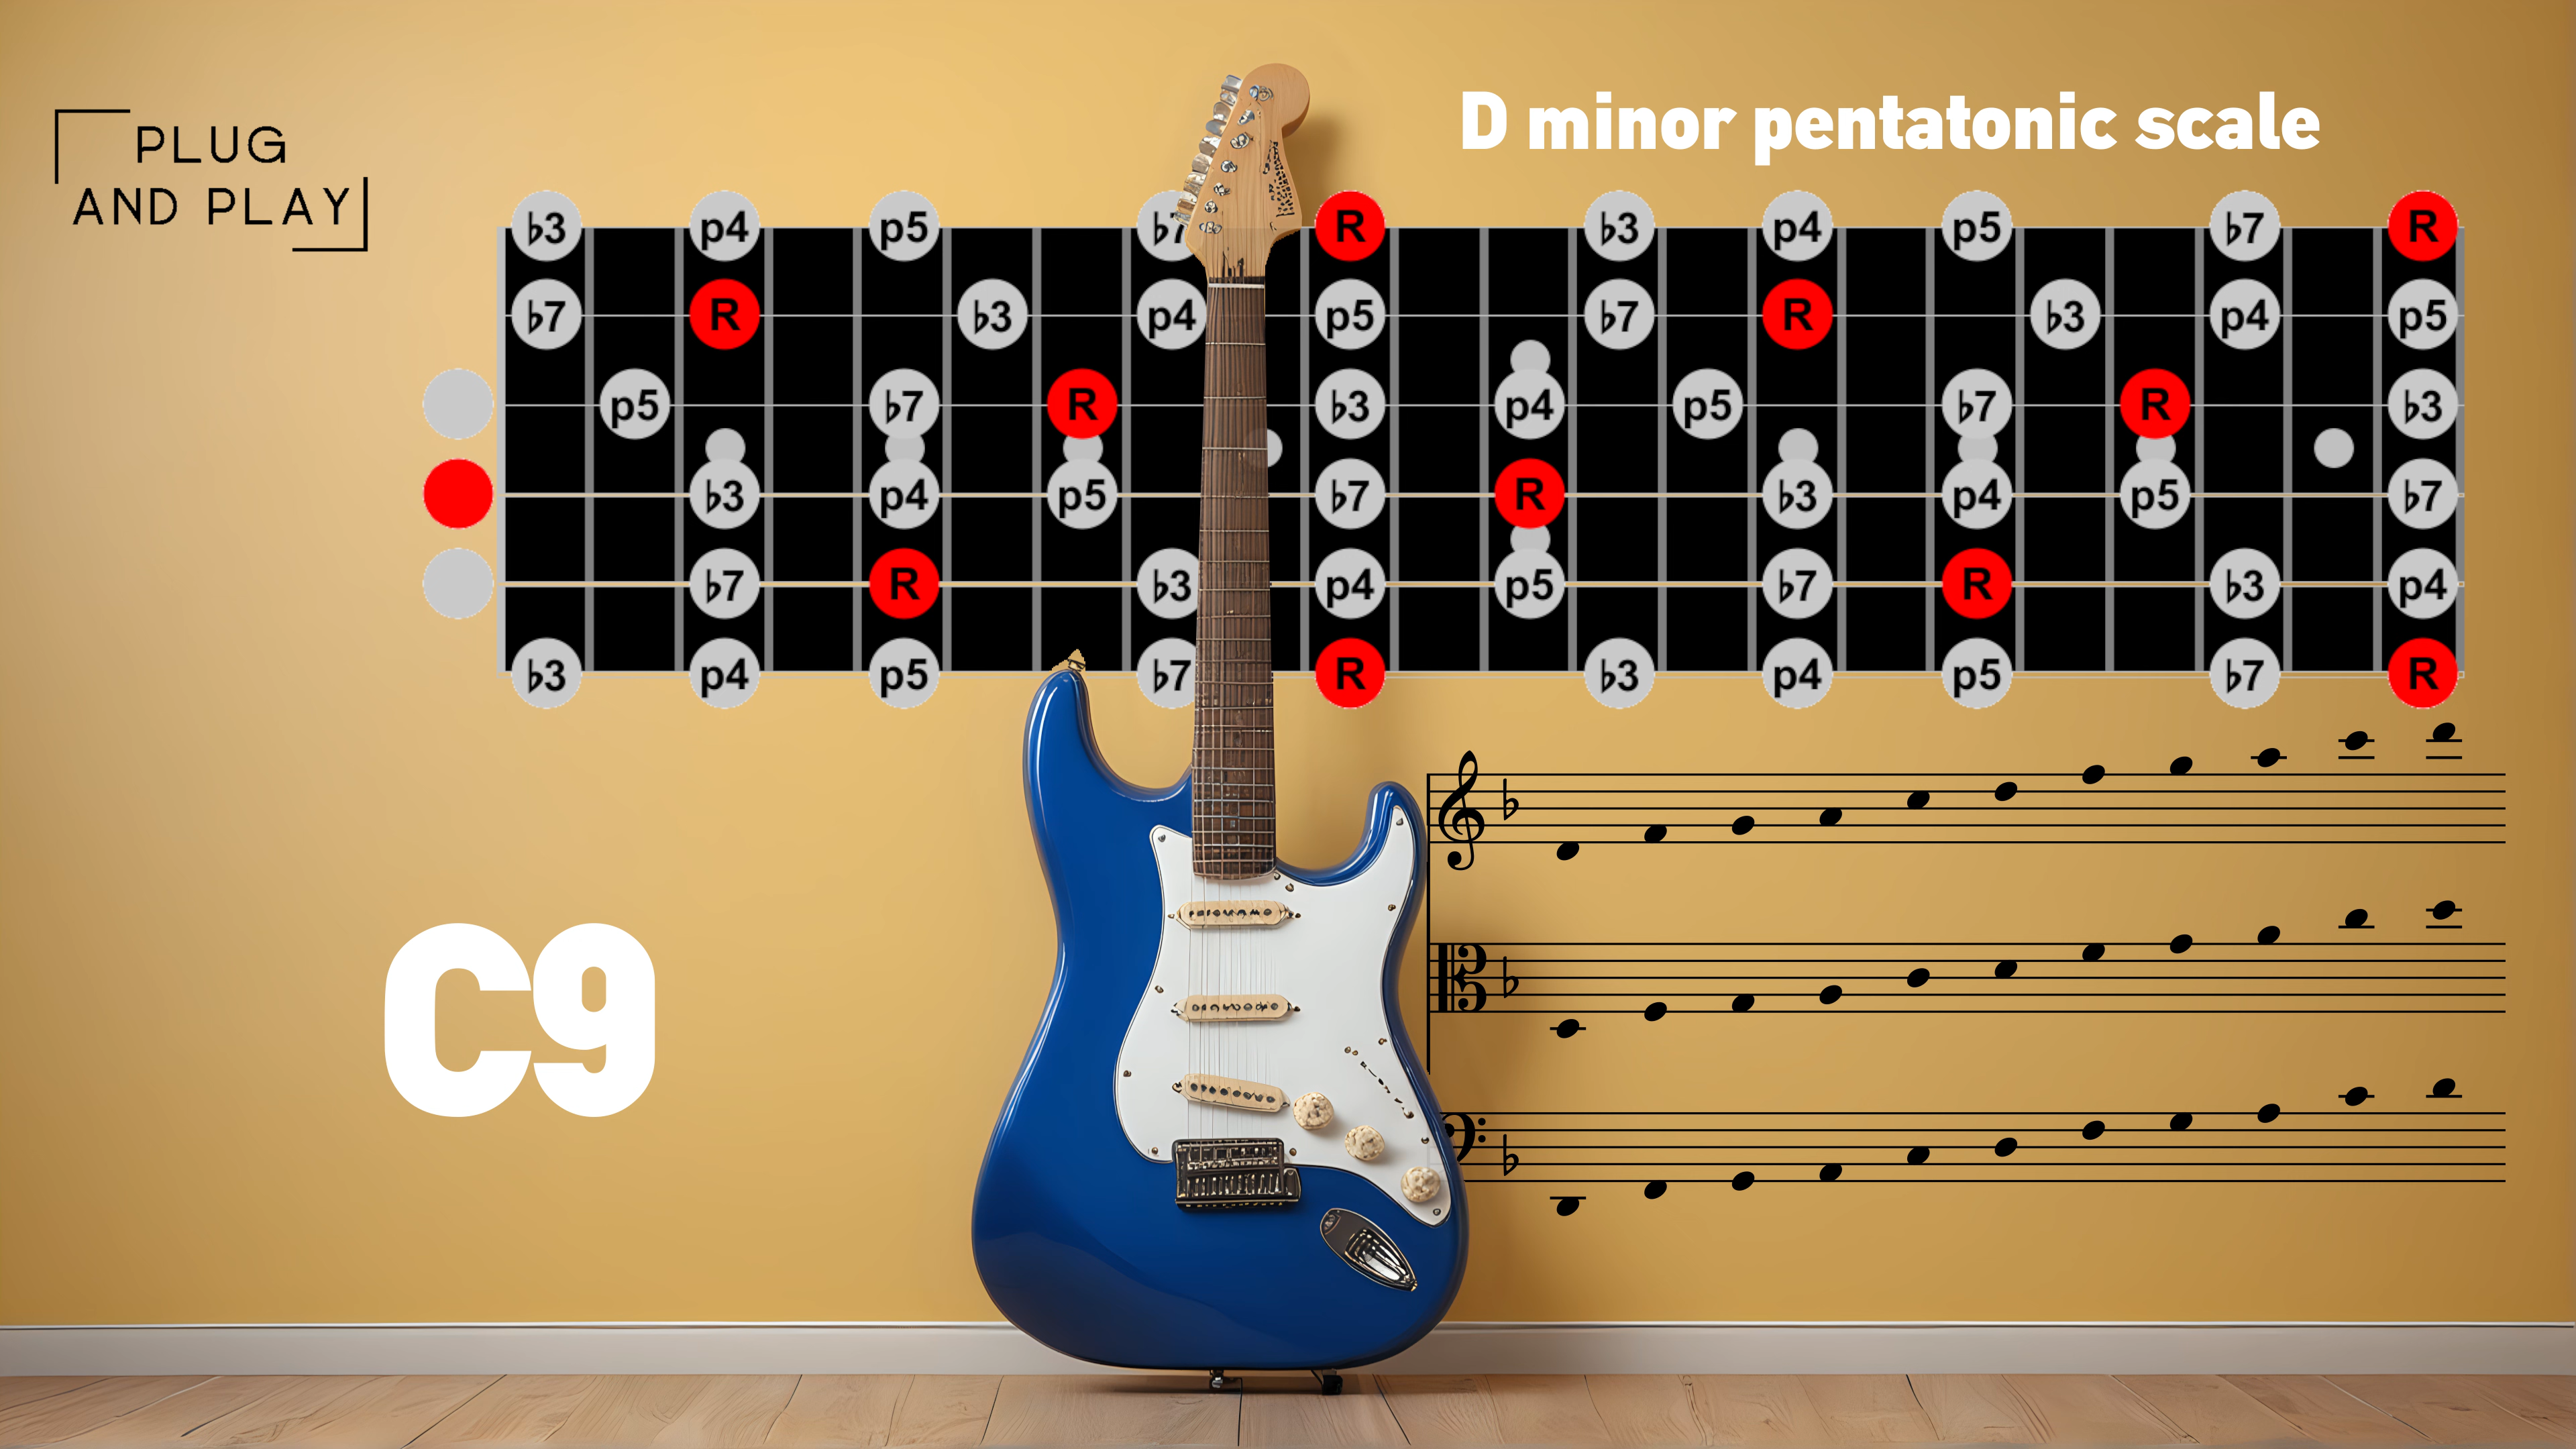 PLUG
AND PLAY
D minor pentatonic scale
♭3 p4 p5 ♭7 R ♭3 p4 p5 ♭7 R
♭7 R ♭3 p4 p5 ♭7 R ♭3 p4 p5
p5 ♭7 R ♭3 p4 p5 ♭7 R ♭3
♭3 p4 p5 ♭7 R ♭3 p4 p5 ♭7
♭7 R ♭3 p4 p5 ♭7 R ♭3 p4
♭3 p4 p5 ♭7 R ♭3 p4 p5 ♭7 R
C9